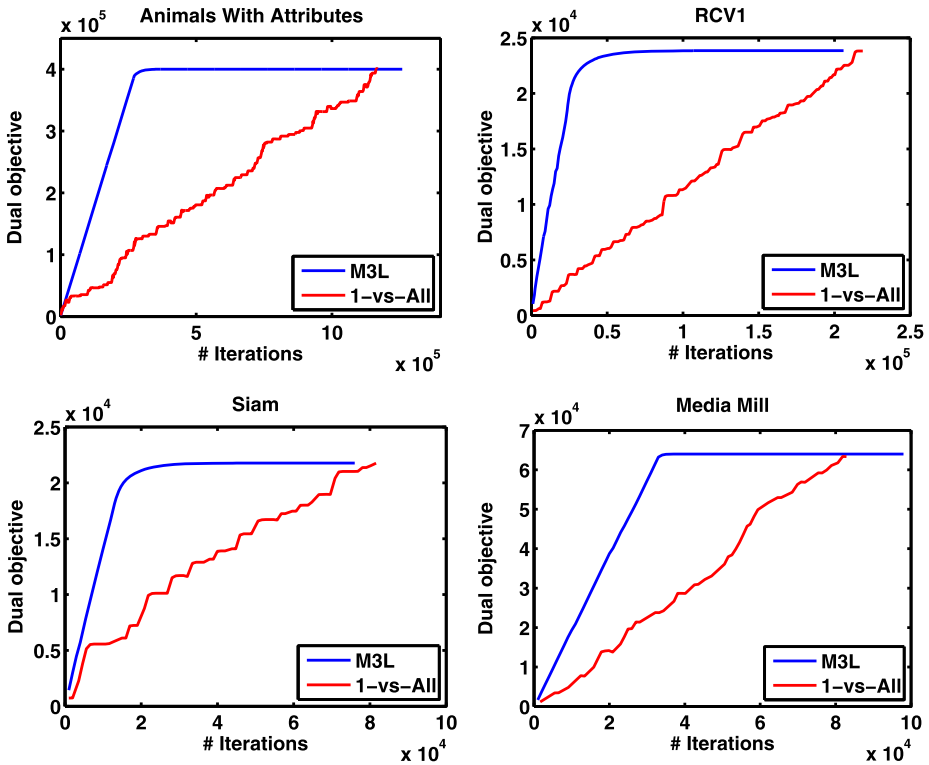 Animals With Attributes
x 10^5
4
3
2
1
0
Dual objective
0 5 10
# Iterations
x 10^5
M3L
1-vs-All
RCV1
x 10^4
2.5
2
1.5
1
0.5
0
Dual objective
0 0.5 1 1.5 2 2.5
# Iterations
x 10^5
M3L
1-vs-All
Siam
x 10^4
2.5
2
1.5
1
0.5
0
Dual objective
0 2 4 6 8 10
# Iterations
x 10^4
M3L
1-vs-All
Media Mill
x 10^4
7
6
5
4
3
2
1
0
Dual objective
0 2 4 6 8 10
# Iterations
x 10^4
M3L
1-vs-All